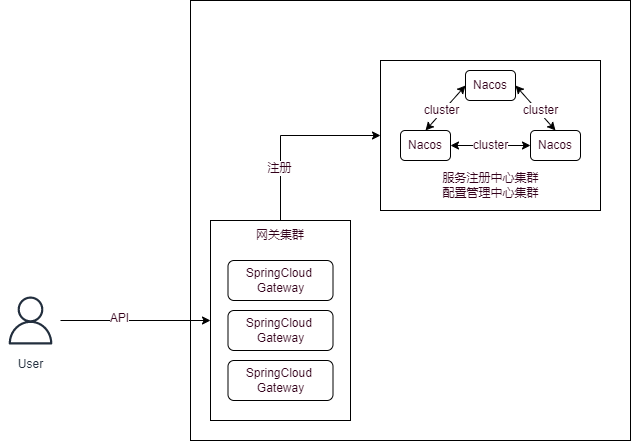 Nacos
cluster
cluster
Nacos
cluster
Nacos
服务注册中心集群
配置管理中心集群
注册
网关集群
SpringCloud
Gateway
SpringCloud
Gateway
SpringCloud
Gateway
API
User